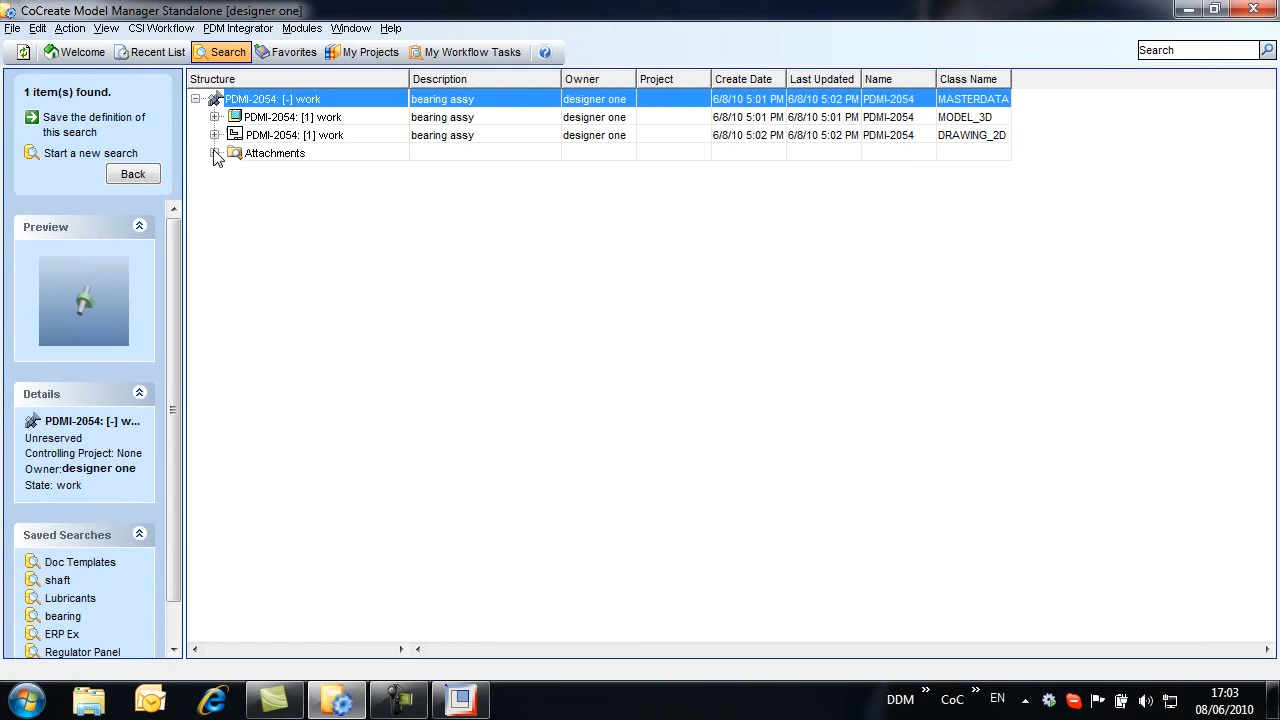 CoCreate Model Manager Standalone [designer one]
File Edit Action View CSI Workflow PDM Integrator Modules Window Help
Welcome Recent List Search Favorites My Projects My Workflow Tasks Search
1 item(s) found.
Save the definition of
this search
Start a new search
Back
Preview
Details
PDMI-2054: [-] w...
Unreserved
Controlling Project: None
Owner:designer one
State: work
Saved Searches
Doc Templates
shaft
Lubricants
bearing
ERP Ex
Regulator Panel
Structure Description Owner Project Create Date Last Updated Name Class Name
PDMI-2054: [-] work bearing assy designer one 6/8/10 5:01 PM 6/8/10 5:02 PM PDMI-2054 MASTERDATA
PDMI-2054: [1] work bearing assy designer one 6/8/10 5:01 PM 6/8/10 5:01 PM PDMI-2054 MODEL_3D
PDMI-2054: [1] work bearing assy designer one 6/8/10 5:02 PM 6/8/10 5:02 PM PDMI-2054 DRAWING_2D
Attachments
DDM » CoC » EN 17:03
08/06/2010